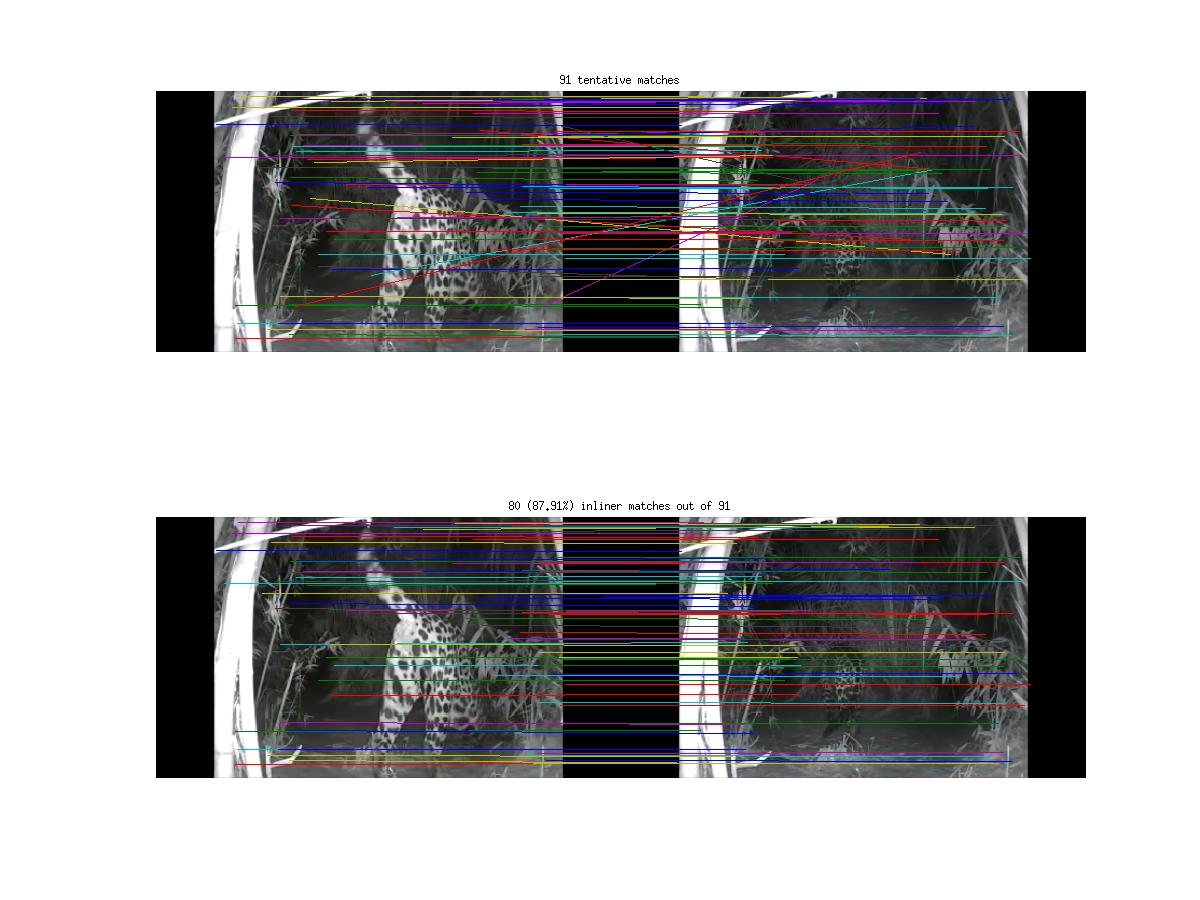 91 tentative matches
80 (87.91%) inliner matches out of 91